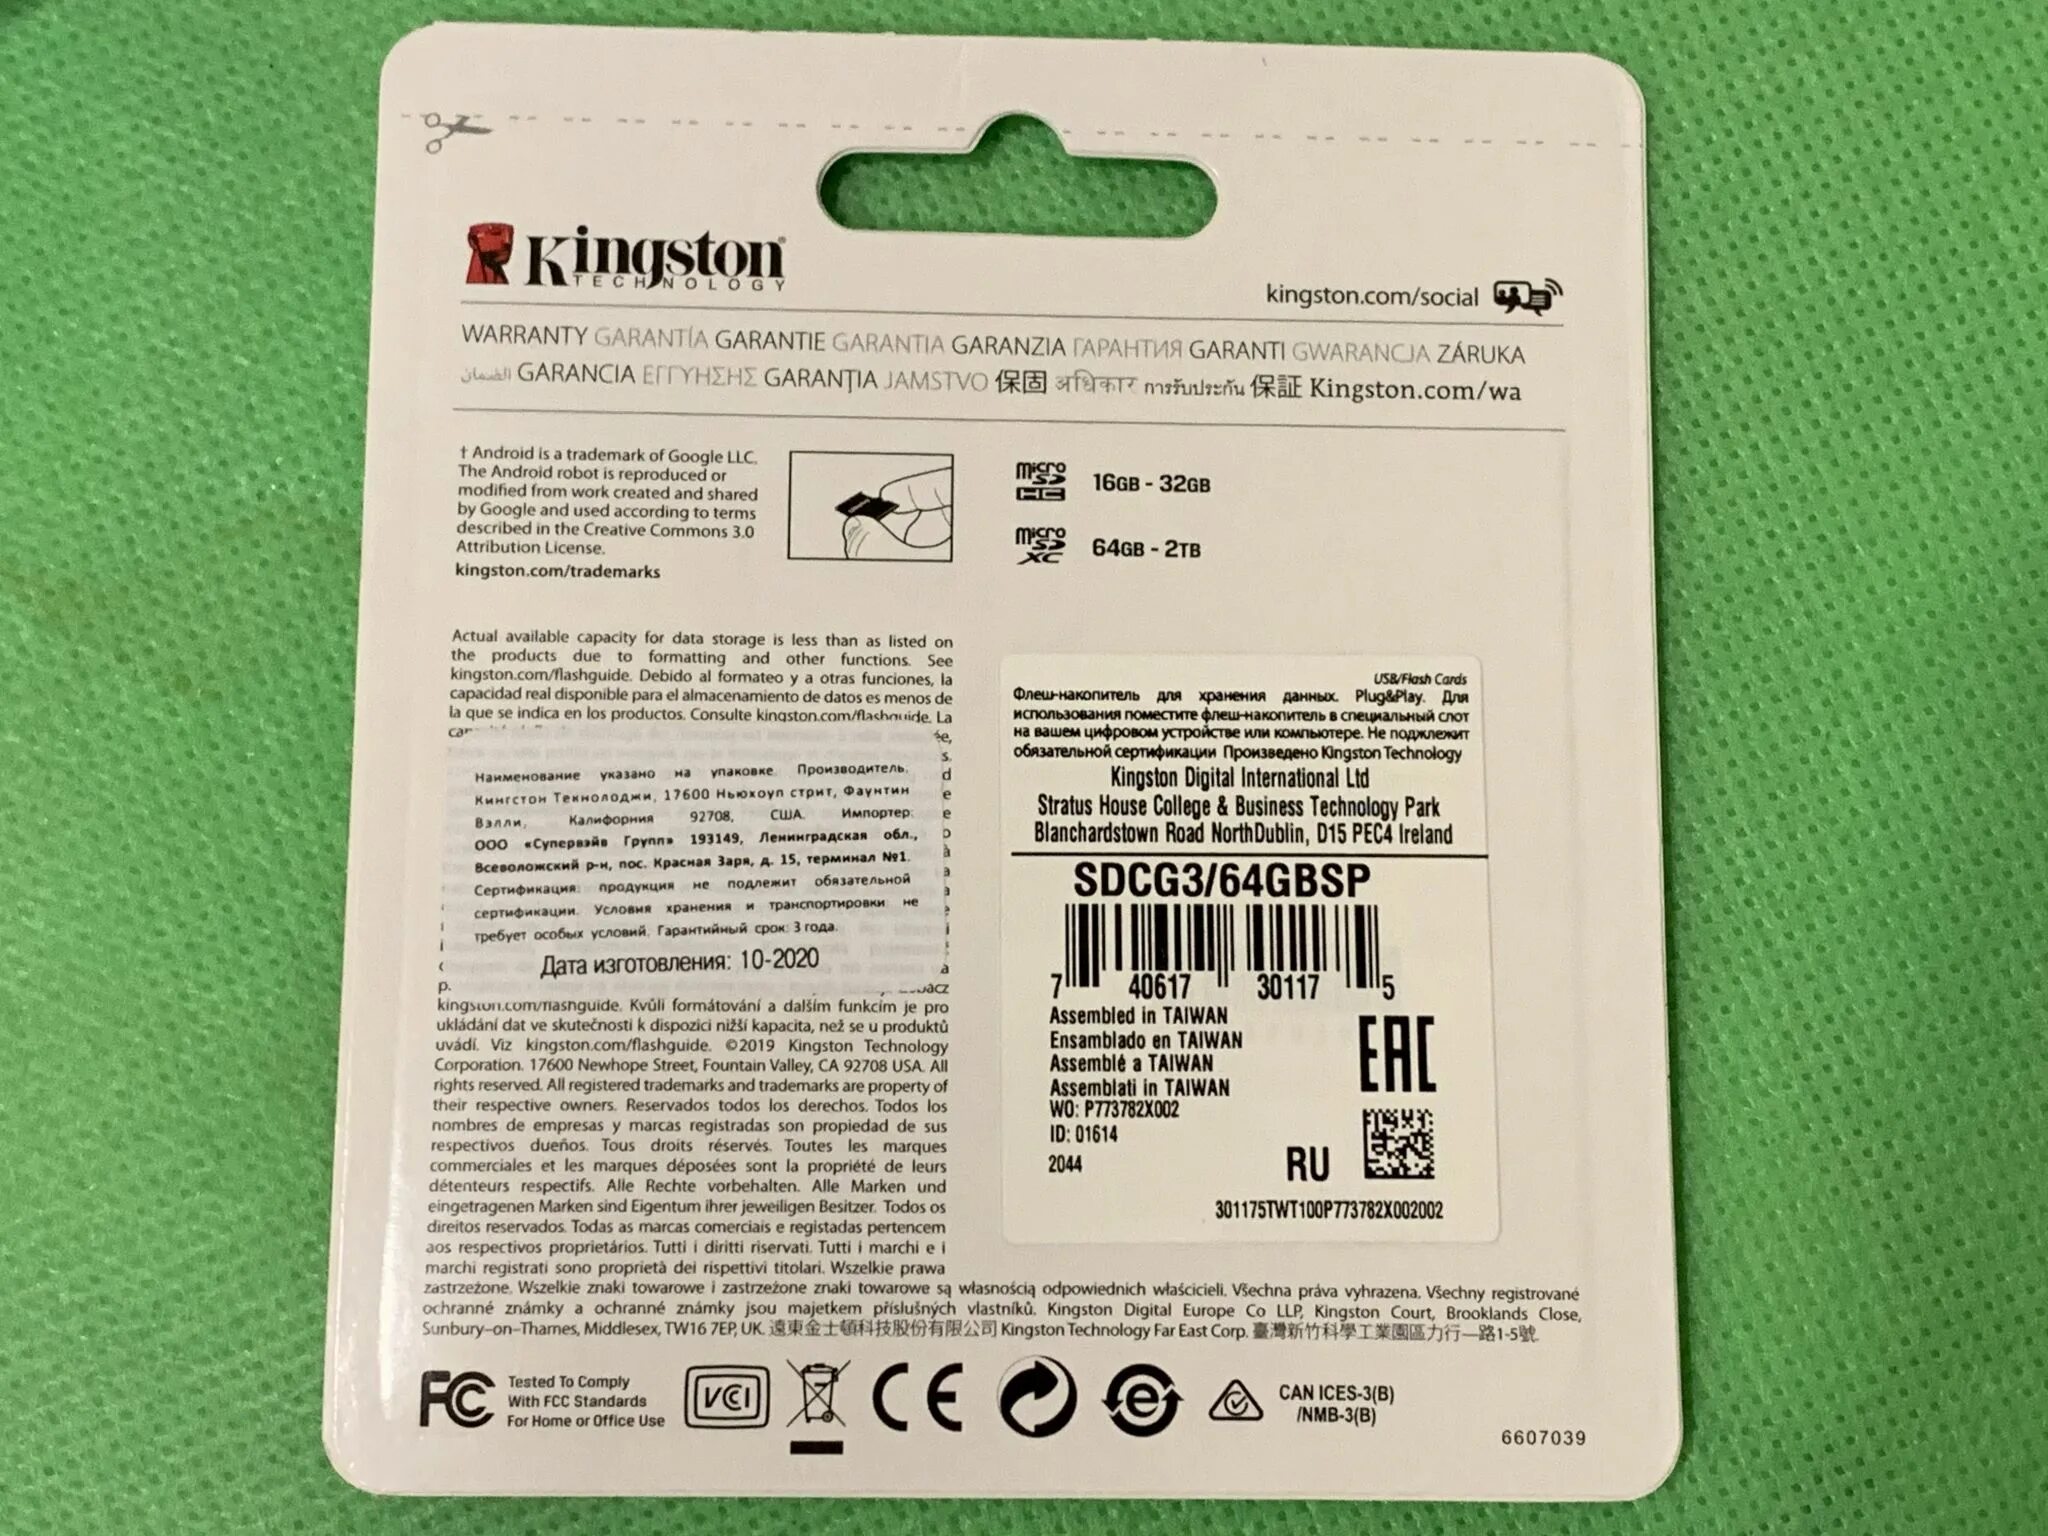 Kingston
TECHNOLOGY
kingston.com/social
WARRANTY GARANTÍA GARANTIE GARANTIA GARANZIA ГАРАНТИЯ GARANTI GWARANCJA ZÁRUKA
الضمان GARANCIA ΕΓΓΥΗΣΗΣ GARANȚIA JAMSTVO 保固 अधिकार การรับประกัน 保証 Kingston.com/wa
† Android is a trademark of Google LLC.
The Android robot is reproduced or
modified from work created and shared
by Google and used according to terms
described in the Creative Commons 3.0
Attribution License.
kingston.com/trademarks
micro SD HC 16GB - 32GB
micro SD XC 64GB - 2TB
Actual available capacity for data storage is less than as listed on
the products due to formatting and other functions. See
kingston.com/flashguide. Debido al formateo y a otras funciones, la
capacidad real disponible para el almacenamiento de datos es menos de
la que se indica en los productos. Consulte kingston.com/flashguide. La
Наименование указано на упаковке. Производитель:
Кингстон Текнолоджи, 17600 Ньюхоуп стрит, Фаунтин
Вэлли, Калифорния 92708, США. Импортер:
ООО «Супервэйв Групп» 193149, Ленинградская обл.,
Всеволожский р-н, пос. Красная Заря, д. 15, терминал №1.
Сертификация: продукция не подлежит обязательной
сертификации. Условия хранения и транспортировки не
требует особых условий. Гарантийный срок: 3 года.
Дата изготовления: 10-2020
kingston.com/flashguide. Kvůli formátování a dalším funkcím je pro
ukládání dat ve skutečnosti k dispozici nižší kapacita, než se u produktů
uvádí. Viz kingston.com/flashguide. ©2019 Kingston Technology
Corporation. 17600 Newhope Street, Fountain Valley, CA 92708 USA. All
rights reserved. All registered trademarks and trademarks are property of
their respective owners. Reservados todos los derechos. Todos los
nombres de empresas y marcas registradas son propiedad de sus
respectivos dueños. Tous droits réservés. Toutes les marques
commerciales et les marques déposées sont la propriété de leurs
détenteurs respectifs. Alle Rechte vorbehalten. Alle Marken und
eingetragenen Marken sind Eigentum ihrer jeweiligen Besitzer. Todos os
direitos reservados. Todas as marcas comerciais e registadas pertencem
aos respectivos proprietários. Tutti i diritti riservati. Tutti i marchi e i
marchi registrati sono proprietà dei rispettivi titolari. Wszelkie prawa
zastrzeżone. Wszelkie znaki towarowe i zastrzeżone znaki towarowe są własnością odpowiednich właścicieli. Všechna práva vyhrazena. Všechny registrované
ochranné známky a ochranné známky jsou majetkem příslušných vlastníků. Kingston Digital Europe Co LLP, Kingston Court, Brooklands Close,
Sunbury-on-Thames, Middlesex, TW16 7EP, UK. 遠東金士頓科技股份有限公司 Kingston Technology Far East Corp. 臺灣新竹科學工業園區力行一路1-5號.
USB/Flash Cards
Флеш-накопитель для хранения данных. Plug&Play. Для
использования поместите флеш-накопитель в специальный слот
на вашем цифровом устройстве или компьютере. Не поджлежит
обязательной сертификации Произведено Kingston Technology
Kingston Digital International Ltd
Stratus House College & Business Technology Park
Blanchardstown Road NorthDublin, D15 PEC4 Ireland
SDCG3/64GBSP
7 40617 30117 5
Assembled in TAIWAN
Ensamblado en TAIWAN
Assemblé a TAIWAN
Assemblati in TAIWAN
WO: P773782X002
ID: 01614
2044
EAC
RU
301175TWT100P773782X002002
FC Tested To Comply
With FCC Standards
For Home or Office Use
VCI
CE
e
CAN ICES-3(B)
/NMB-3(B)
6607039